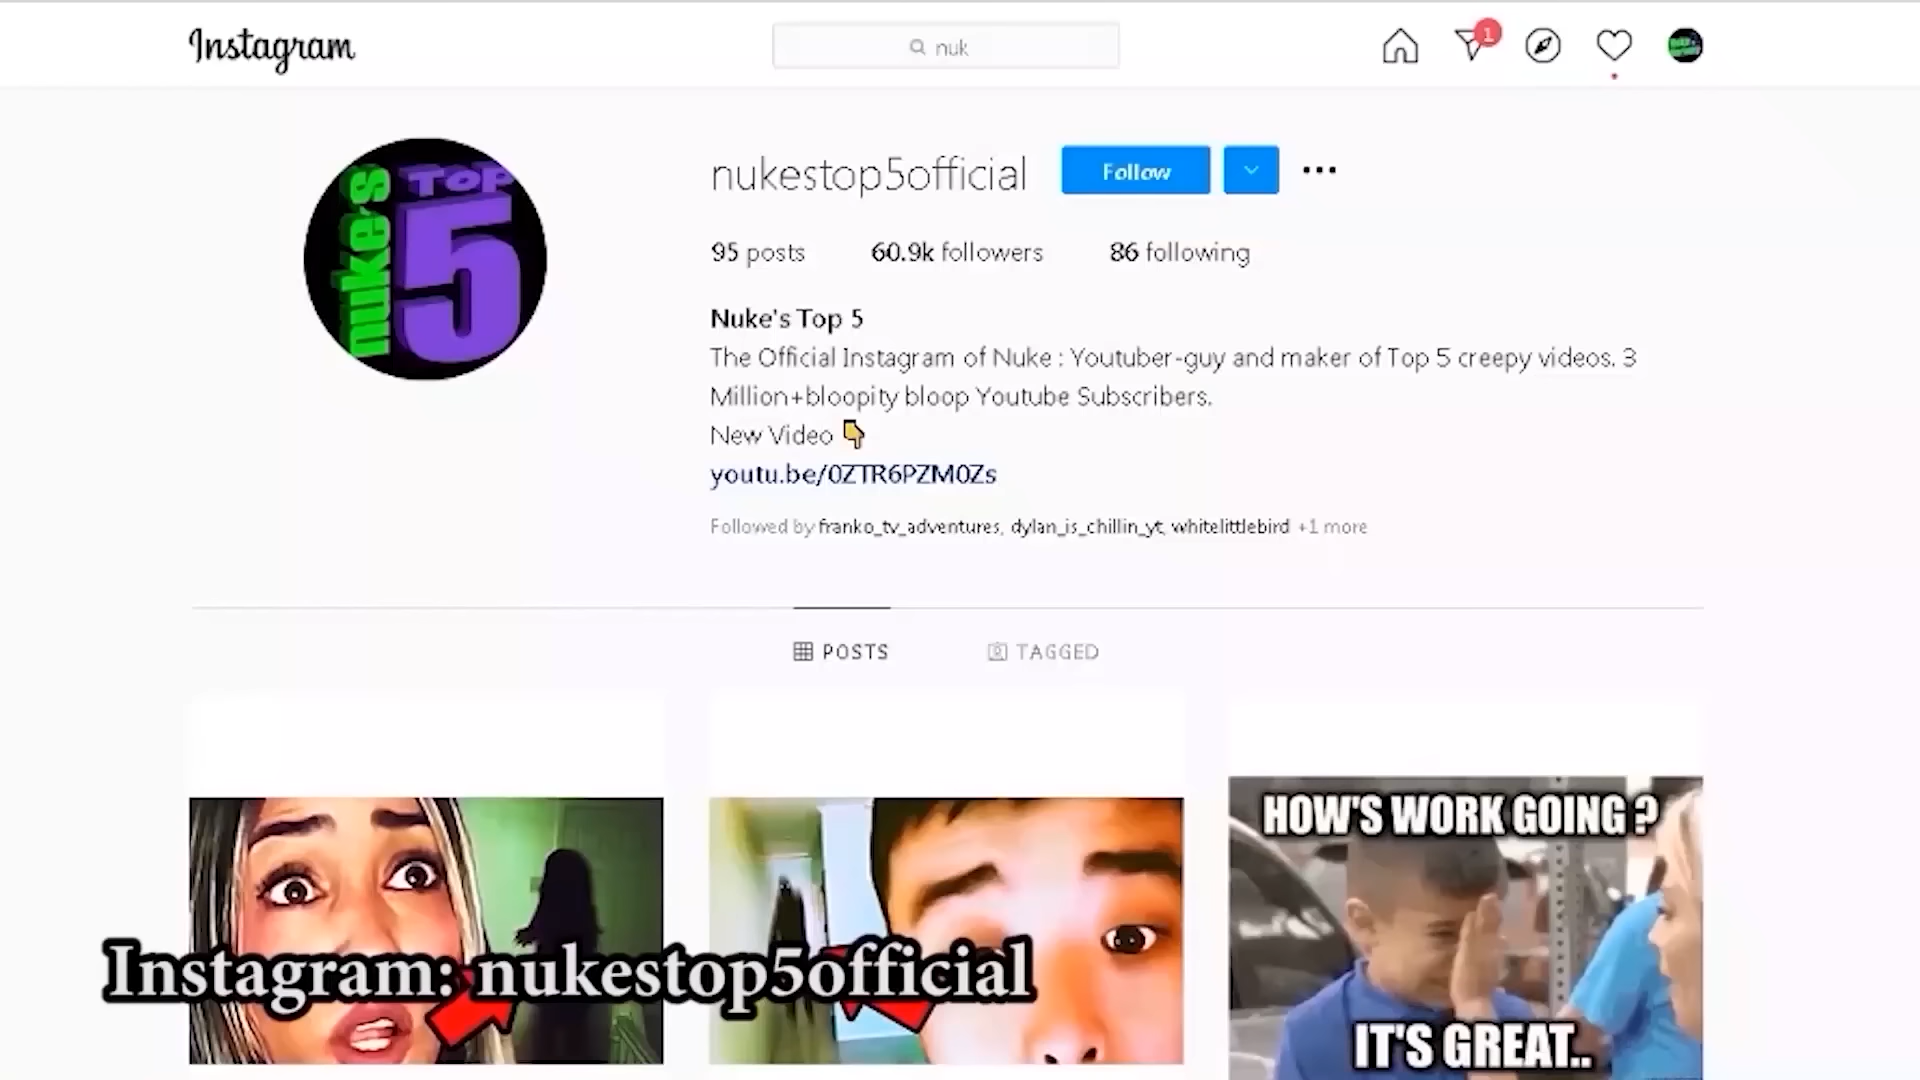 Instagram
nuk
1
nuke's
Top
5
nukestop5official
Follow
95 posts
60.9k followers
86 following
Nuke's Top 5
The Official Instagram of Nuke : Youtuber-guy and maker of Top 5 creepy videos. 3
Million+bloopity bloop Youtube Subscribers.
New Video 👇
youtu.be/0ZTR6PZM0Zs
Followed by franko_tv_adventures, dylan_is_chillin_yt, whitelittlebird +1 more
POSTS
TAGGED
HOW'S WORK GOING ?
IT'S GREAT..
Instagram: nukestop5official